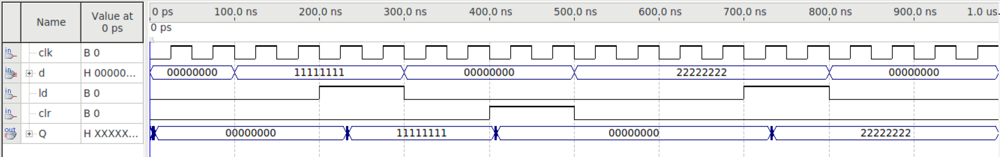 Name Value at 0 ps 0 ps 100.0 ns 200.0 ns 300.0 ns 400.0 ns 500.0 ns 600.0 ns 700.0 ns 800.0 ns 900.0 ns 1.0 us
0 ps
in clk B 0
in d H 00000... 00000000 11111111 00000000 22222222 00000000
in ld B 0
in clr B 0
out Q H XXXXX... 00000000 11111111 00000000 22222222